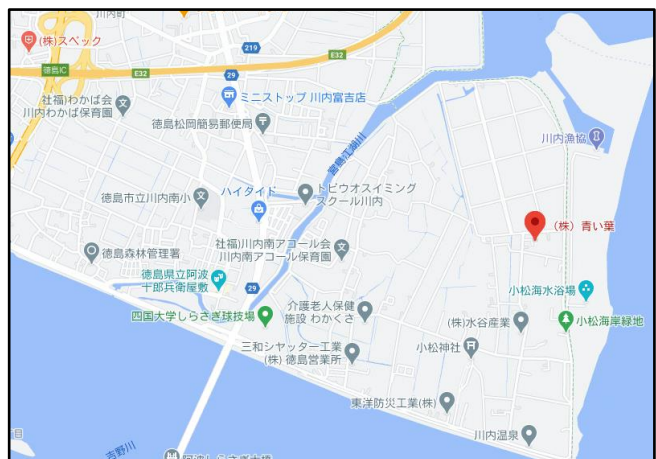 川内町
(株)スペック
219
E32
徳島IC
E32
29
ミニストップ 川内富吉店
社福)わかば会
川内わかば保育園
徳島松岡簡易郵便局
宮島江湖川
川内漁協
徳島市立川内南小
ハイタイド
トビウオスイミング
スクール川内
(株) 青い葉
徳島森林管理署
社福)川内南アコール会
川内南アコール保育園
徳島県立阿波
十郎兵衛屋敷
29
小松海水浴場
四国大学しらさぎ球技場
介護老人保健
施設 わかくさ
(株)水谷産業
小松海岸緑地
三和シヤッター工業
(株) 徳島営業所
小松神社
東洋防災工業(株)
川内温泉
吉野川